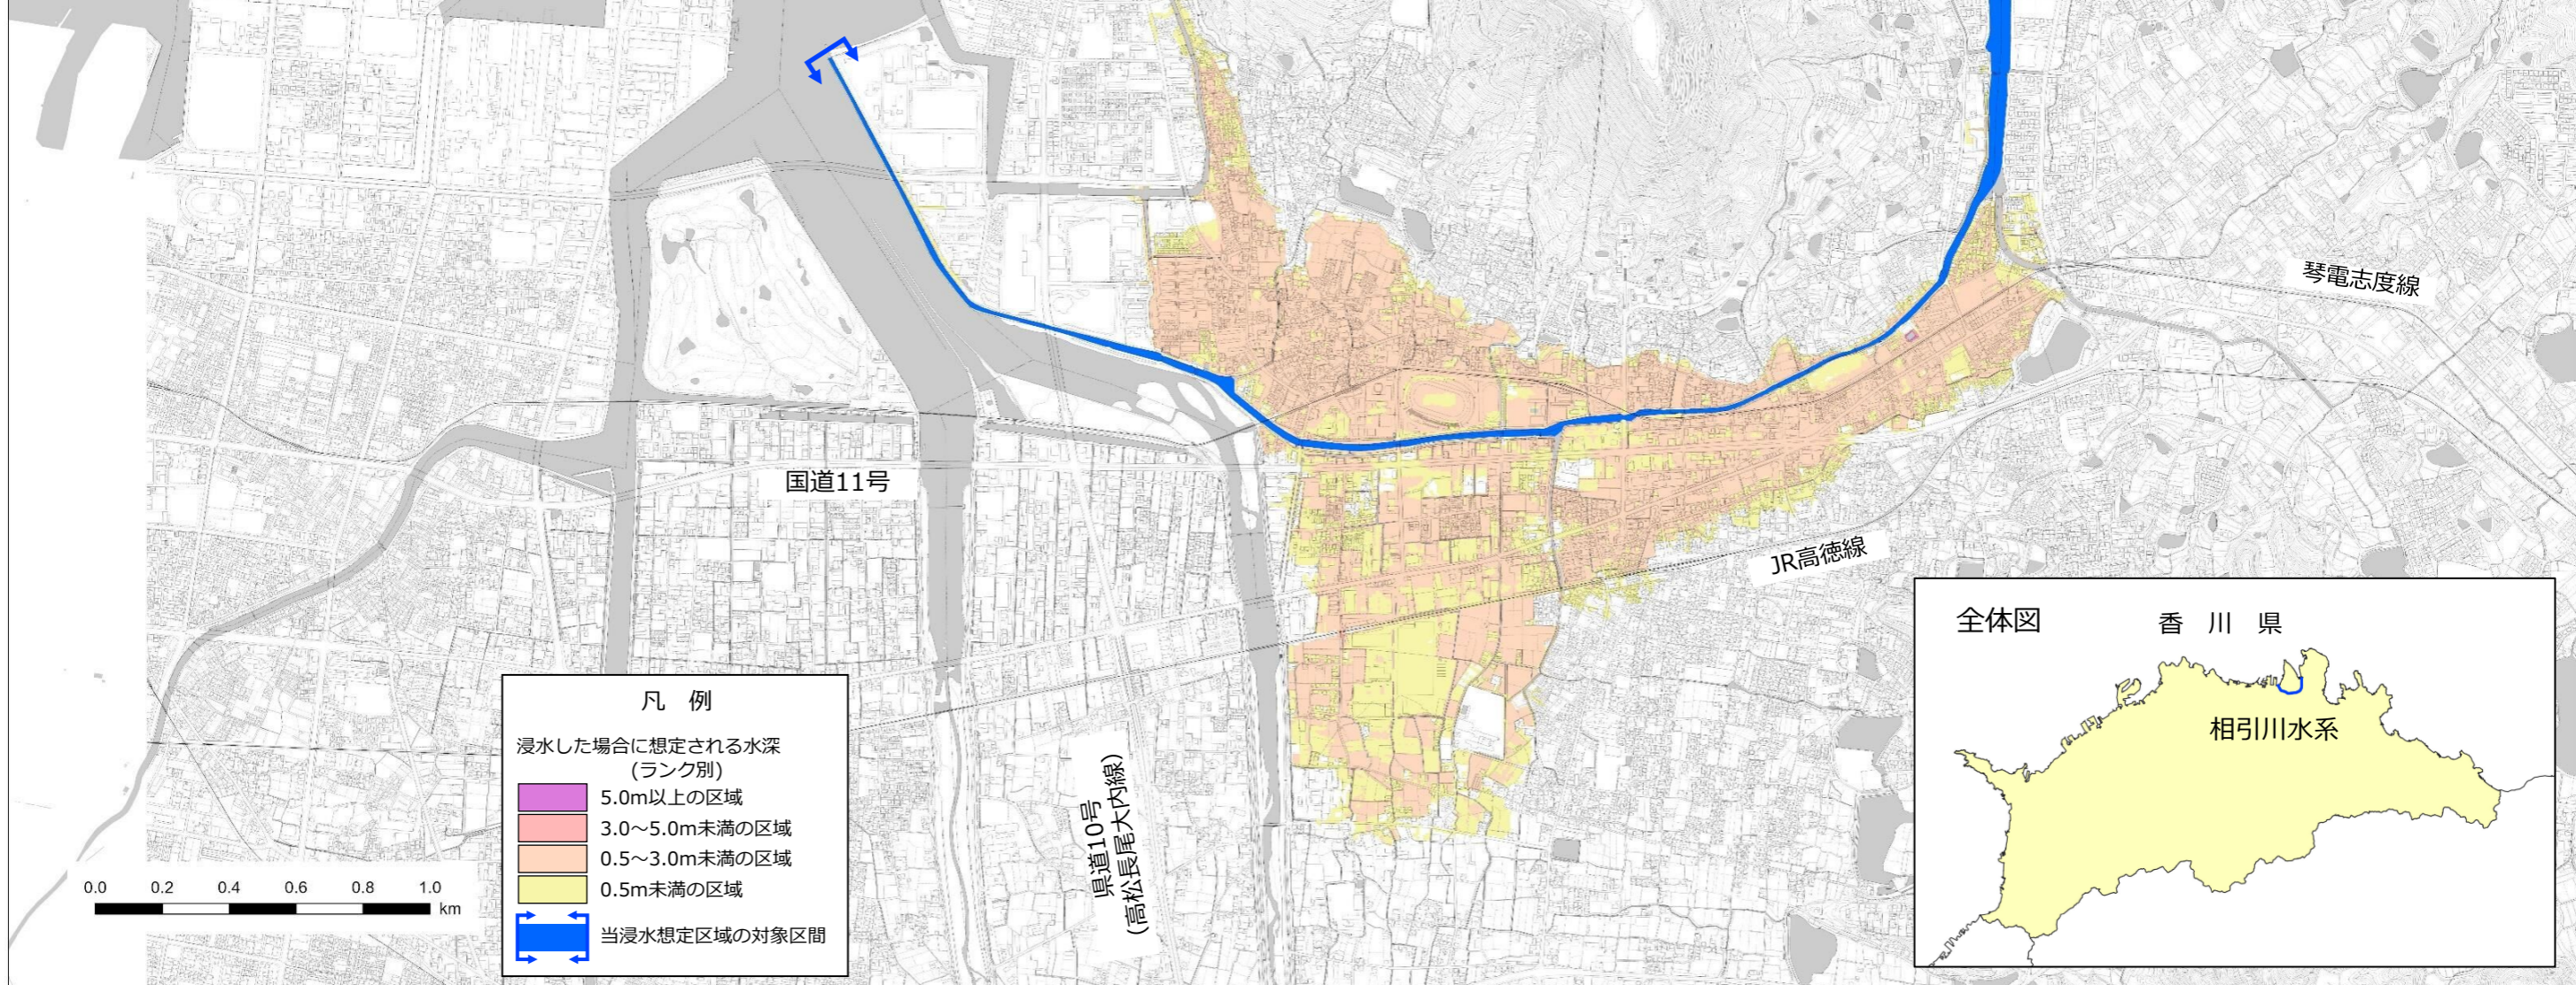 琴電志度線
国道11号
JR高徳線
県道10号
(高松長尾大内線)
凡 例
浸水した場合に想定される水深
(ランク別)
5.0m以上の区域
3.0～5.0m未満の区域
0.5～3.0m未満の区域
0.5m未満の区域
当浸水想定区域の対象区間
0.0 0.2 0.4 0.6 0.8 1.0
km
全体図
香 川 県
相引川水系